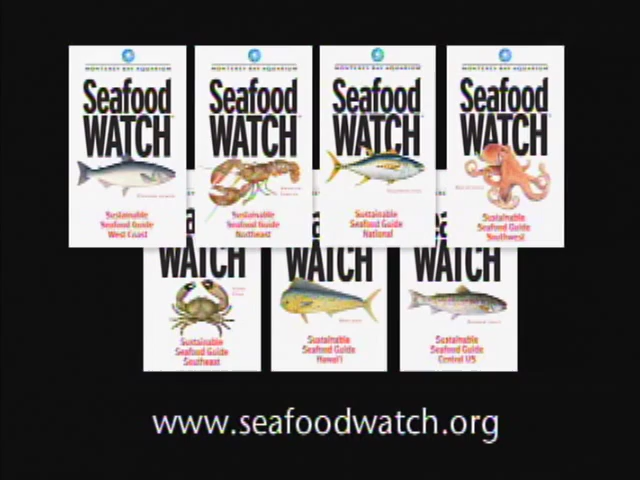 MONTEREY BAY AQUARIUM
Seafood
WATCH
Sustainable
Seafood Guide
West Coast
MONTEREY BAY AQUARIUM
Seafood
WATCH
Sustainable
Seafood Guide
Northeast
MONTEREY BAY AQUARIUM
Seafood
WATCH
Sustainable
Seafood Guide
National
MONTEREY BAY AQUARIUM
Seafood
WATCH
Sustainable
Seafood Guide
Southwest
WATCH
Sustainable
Seafood Guide
Southeast
WATCH
Sustainable
Seafood Guide
Hawai'i
WATCH
Sustainable
Seafood Guide
Central US
www.seafoodwatch.org